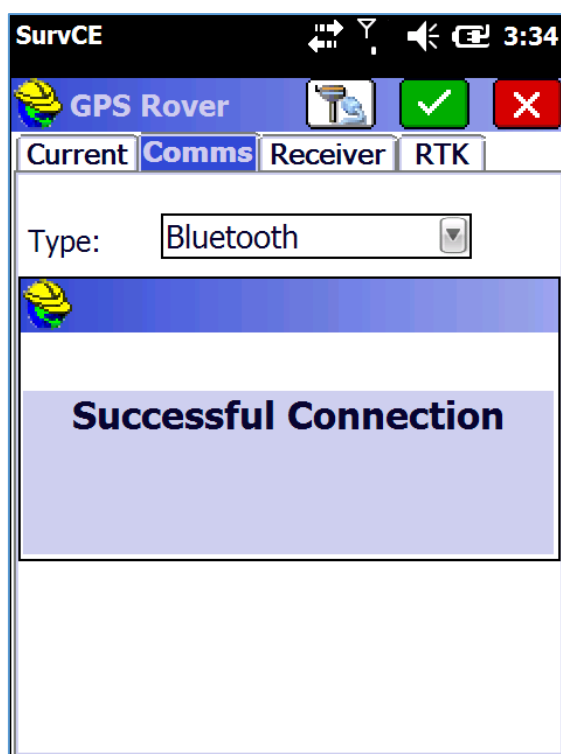 SurvCE 3:34
GPS Rover
Current Comms Receiver RTK
Type: Bluetooth
Successful Connection